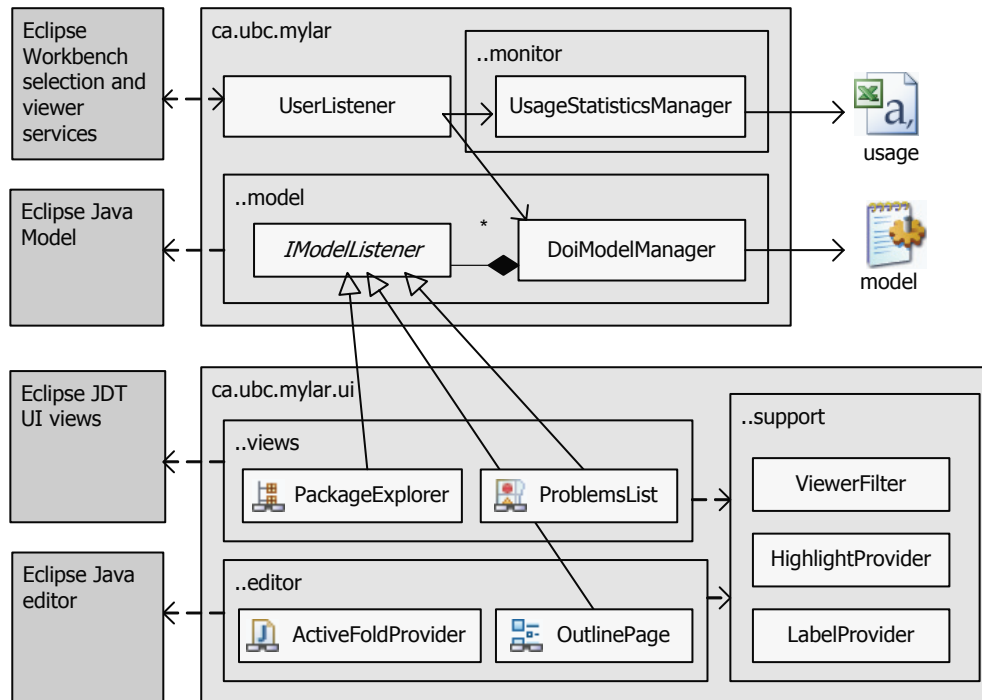 Eclipse
Workbench
selection and
viewer
services
ca.ubc.mylar
..monitor
UserListener
UsageStatisticsManager
a,
usage
Eclipse Java
Model
..model
IModelListener
*
DoiModelManager
model
Eclipse JDT
UI views
ca.ubc.mylar.ui
..views
PackageExplorer
ProblemsList
..support
ViewerFilter
HighlightProvider
LabelProvider
Eclipse Java
editor
..editor
J
ActiveFoldProvider
OutlinePage